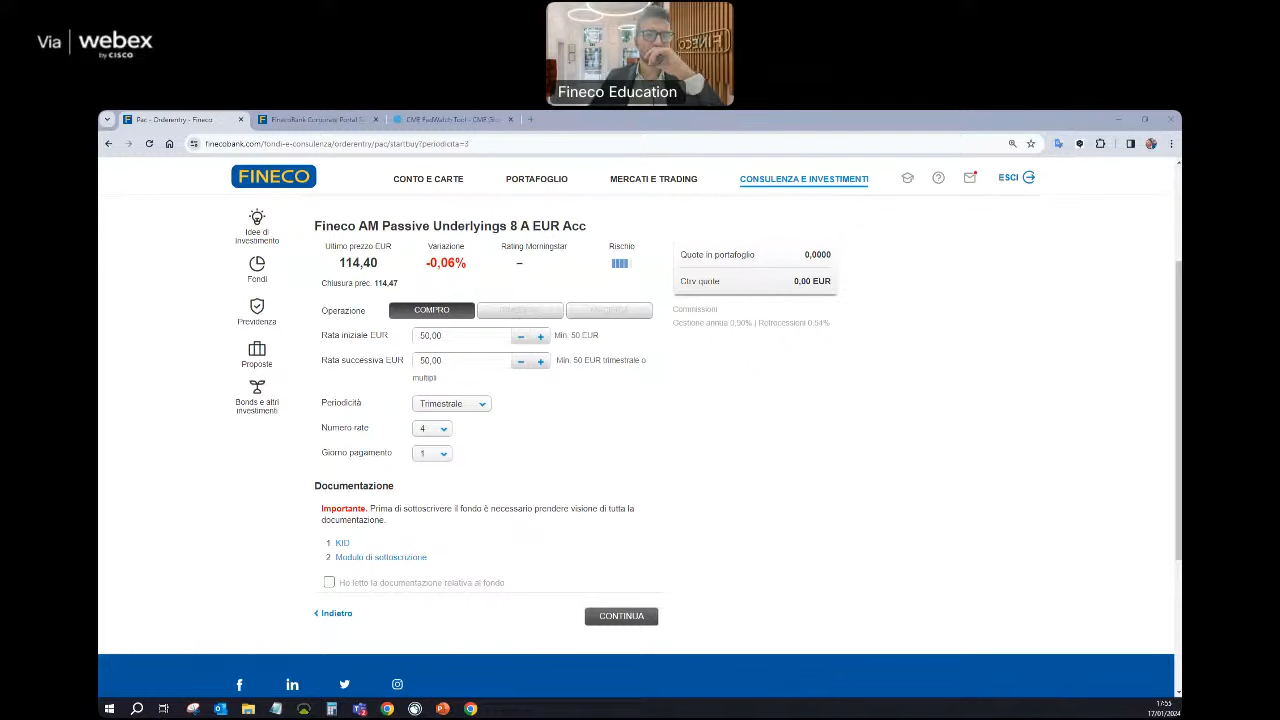 Via webex
by CISCO
FINECO
Fineco Education
Pac - Orderentry - Fineco
FinecoBank Corporate Portal S
CME FedWatch Tool - CME Gro
finecobank.com/fondi-e-consulenza/orderentry/pac/startbuy?periodicita=3
FINECO
CONTO E CARTE
PORTAFOGLIO
MERCATI E TRADING
CONSULENZA E INVESTIMENTI
ESCI
Idee di
Investimento
Fondi
Previdenza
Proposte
Bonds e altri
investimenti
Fineco AM Passive Underlyings 8 A EUR Acc
Ultimo prezzo EUR
Variazione
Rating Morningstar
Rischio
114,40
-0,06%
–
Chiusura prec. 114,47
Quote in portafoglio 0,0000
Ctrv quote 0,00 EUR
Commissioni
Gestione annua 0,90% | Retrocessioni 0.54%
Operazione COMPRO
Rata iniziale EUR 50,00 − + Min. 50 EUR
Rata successiva EUR 50,00 − + Min. 50 EUR trimestrale o
multipli
Periodicità Trimestrale
Numero rate 4
Giorno pagamento 1
Documentazione
Importante. Prima di sottoscrivere il fondo è necessario prendere visione di tutta la
documentazione.
1 KID
2 Modulo di sottoscrizione
Ho letto la documentazione relativa al fondo
Indietro
CONTINUA
17:55
17/01/2024